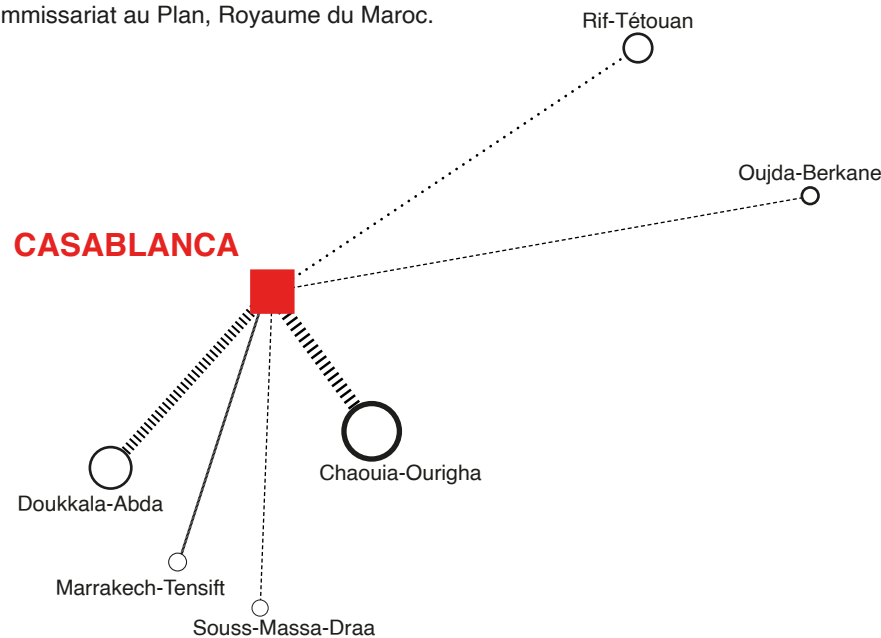 mmissariat au Plan, Royaume du Maroc.
Rif-Tétouan
Oujda-Berkane
CASABLANCA
Chaouia-Ourigha
Doukkala-Abda
Marrakech-Tensift
Souss-Massa-Draa